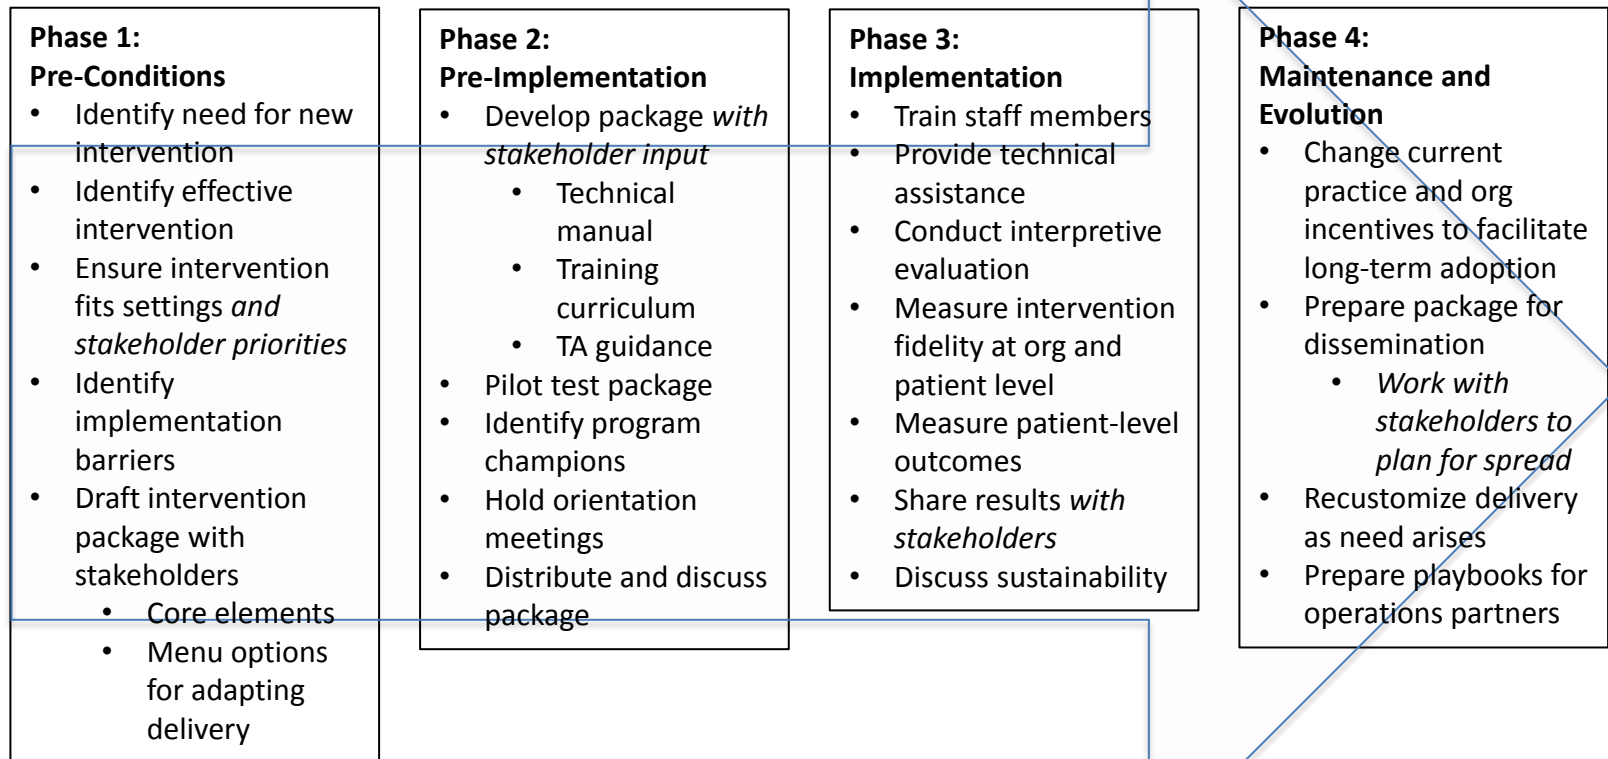 Phase 1:
Pre-Conditions
• Identify need for new
intervention
• Identify effective
intervention
• Ensure intervention
fits settings and
stakeholder priorities
• Identify
implementation
barriers
• Draft intervention
package with
stakeholders
• Core elements
• Menu options
for adapting
delivery
Phase 2:
Pre-Implementation
• Develop package with
stakeholder input
• Technical
manual
• Training
curriculum
• TA guidance
• Pilot test package
• Identify program
champions
• Hold orientation
meetings
• Distribute and discuss
package
Phase 3:
Implementation
• Train staff members
• Provide technical
assistance
• Conduct interpretive
evaluation
• Measure intervention
fidelity at org and
patient level
• Measure patient-level
outcomes
• Share results with
stakeholders
• Discuss sustainability
Phase 4:
Maintenance and
Evolution
• Change current
practice and org
incentives to facilitate
long-term adoption
• Prepare package for
dissemination
• Work with
stakeholders to
plan for spread
• Recustomize delivery
as need arises
• Prepare playbooks for
operations partners